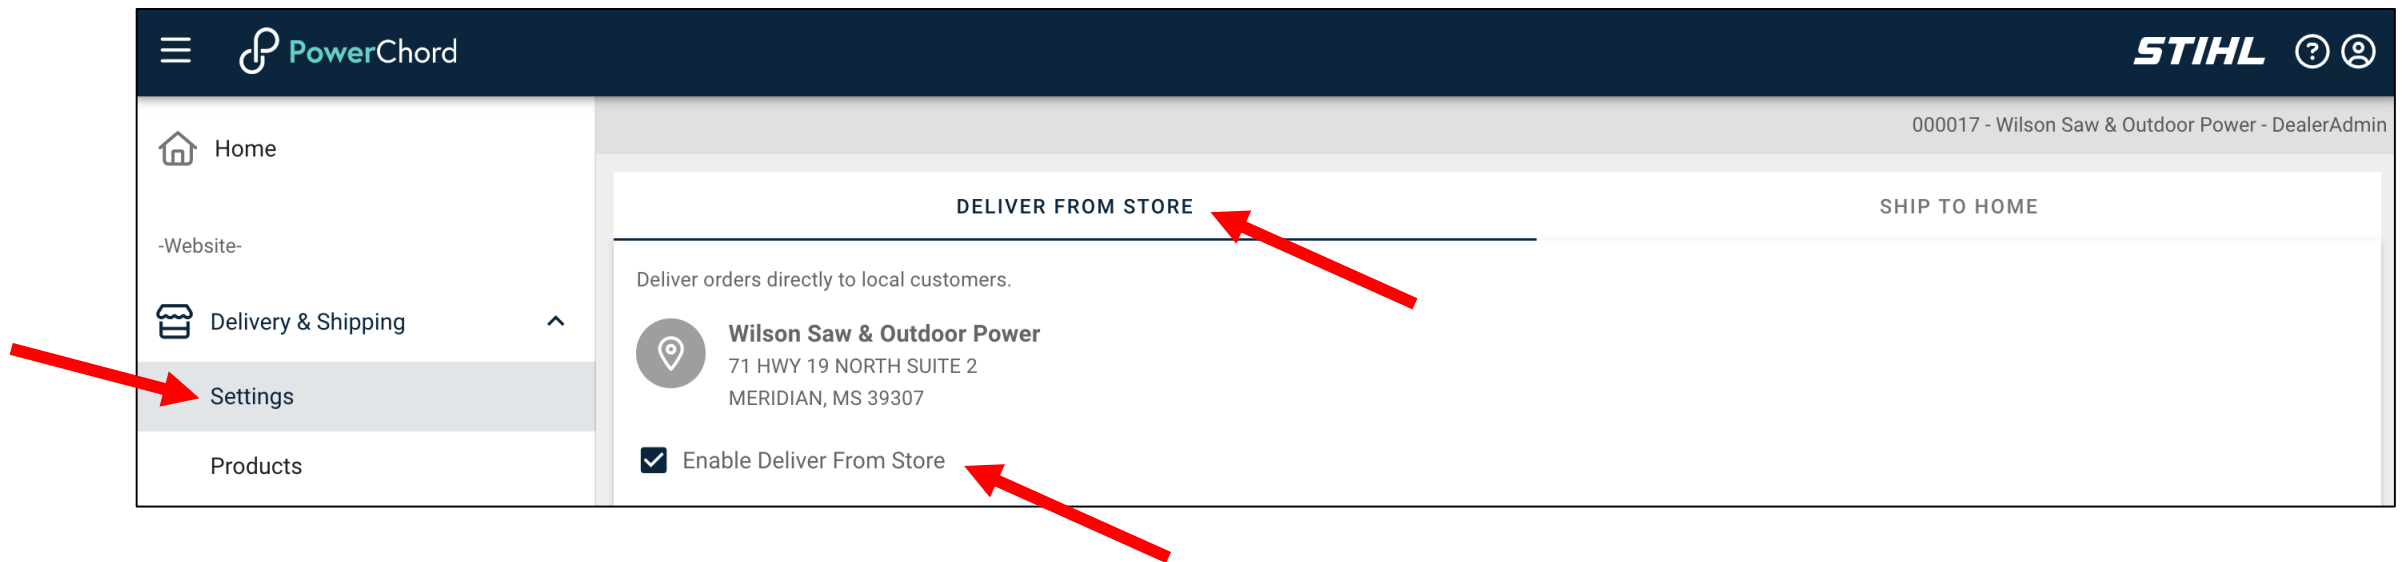 PowerChord
STIHL
000017 - Wilson Saw & Outdoor Power - DealerAdmin
Home
-Website-
Delivery & Shipping
Settings
Products
DELIVER FROM STORE
SHIP TO HOME
Deliver orders directly to local customers.
Wilson Saw & Outdoor Power
71 HWY 19 NORTH SUITE 2
MERIDIAN, MS 39307
Enable Deliver From Store